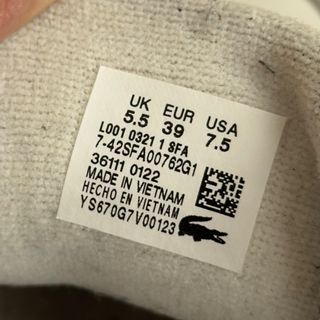 UK EUR USA
5.5 39 7.5
L001 0321 1 SFA
7-42SFA00762G1
36111 0122
MADE IN VIETNAM
HECHO EN VIETNAM
YS670G7V00123